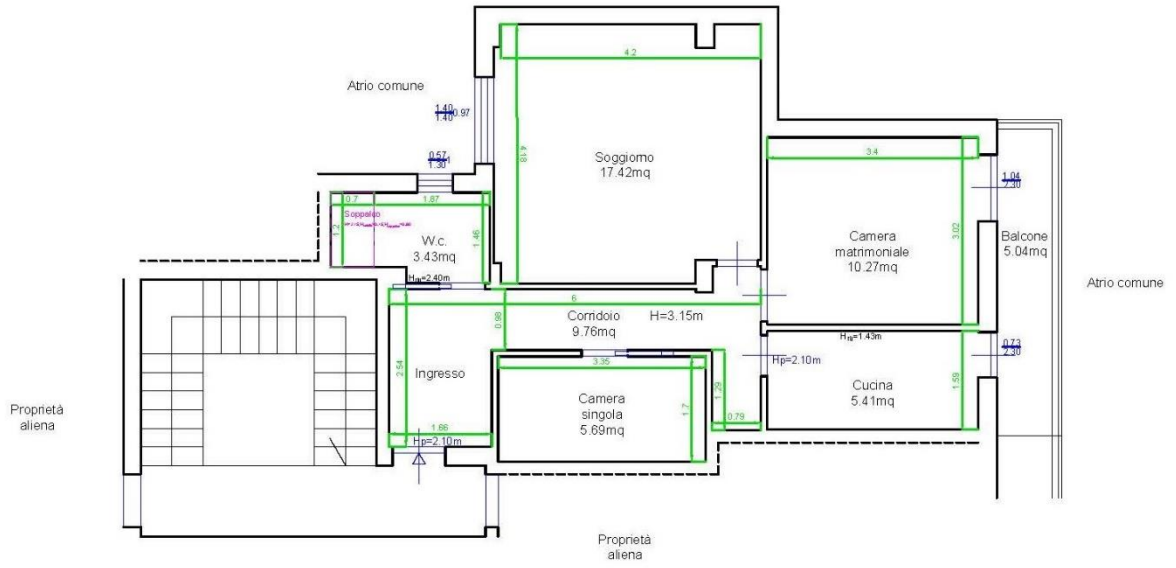 4.2
Atrio comune
1.40
1.40
0.97
4.18
Soggiorno
17.42mq
3.4
0.57
1.30
1.04
2.30
0.7
1.87
Soppalco
1.2
1.46
W.c.
3.43mq
3.02
Camera
matrimoniale
10.27mq
Balcone
5.04mq
Atrio comune
=2.40m
6
0.98
Corridoio
9.76mq
H=3.15m
=1.43m
0.73
2.30
Hp=2.10m
3.35
2.54
Ingresso
Camera
singola
5.69mq
1.7
1.29
0.79
Cucina
5.41mq
1.59
Proprietà
aliena
1.66
Hp=2.10m
Proprietà
aliena